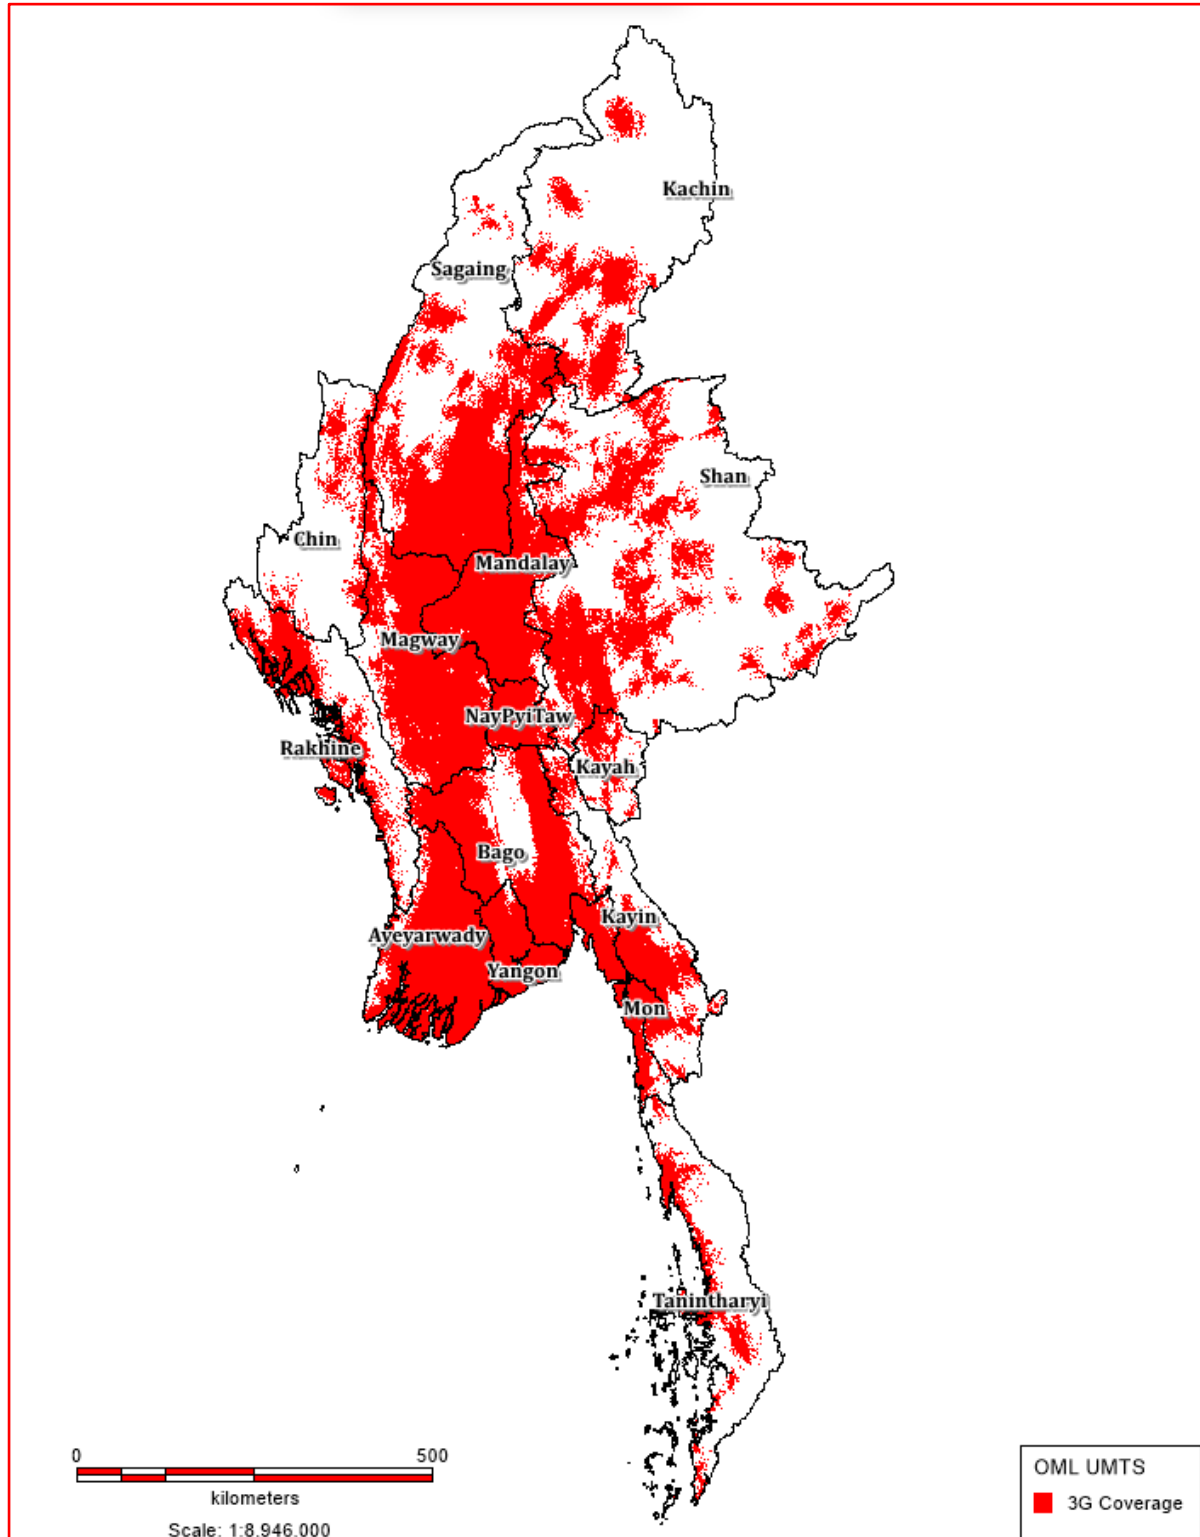 Kachin
Sagaing
Shan
Chin
Mandalay
Magway
NayPyiTaw
Rakhine
Kayah
Bago
Kayin
Ayeyarwady
Yangon
Mon
Tanintharyi
0 500
kilometers
Scale: 1:8.946.000
OML UMTS
3G Coverage